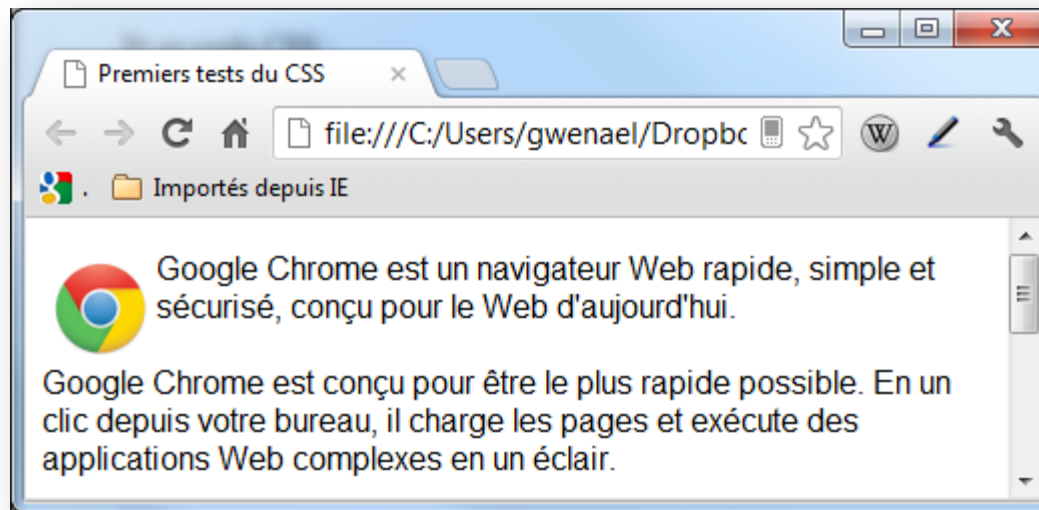 Premiers tests du CSS
file:///C:/Users/gwenael/Dropbc
W
.
Importés depuis IE
Google Chrome est un navigateur Web rapide, simple et
sécurisé, conçu pour le Web d'aujourd'hui.
Google Chrome est conçu pour être le plus rapide possible. En un
clic depuis votre bureau, il charge les pages et exécute des
applications Web complexes en un éclair.